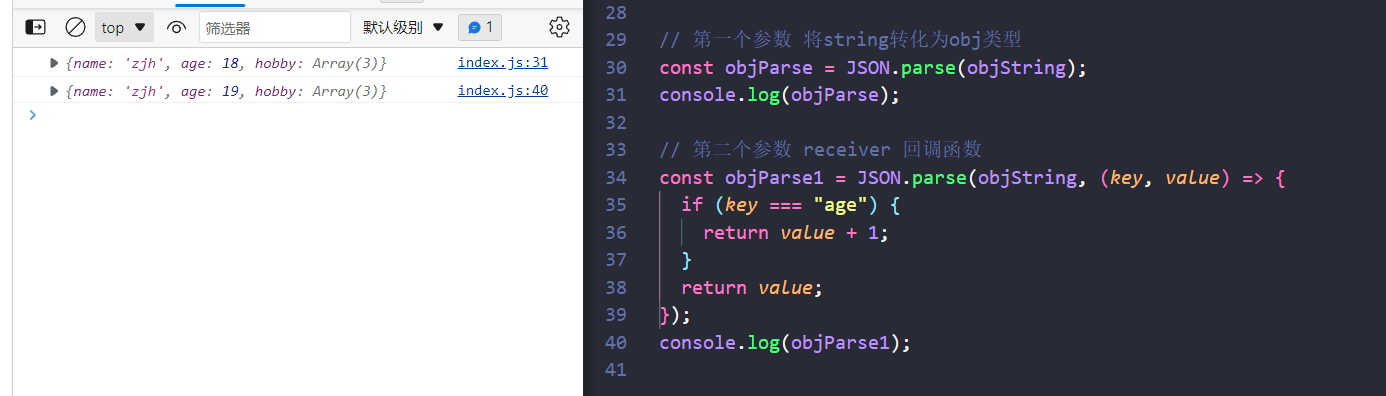 top
筛选器
默认级别
1
{name: 'zjh', age: 18, hobby: Array(3)} index.js:31
{name: 'zjh', age: 19, hobby: Array(3)} index.js:40
28
29 // 第一个参数 将string转化为obj类型
30 const objParse = JSON.parse(objString);
31 console.log(objParse);
32
33 // 第二个参数 receiver 回调函数
34 const objParse1 = JSON.parse(objString, (key, value) => {
35 if (key === "age") {
36 return value + 1;
37 }
38 return value;
39 });
40 console.log(objParse1);
41